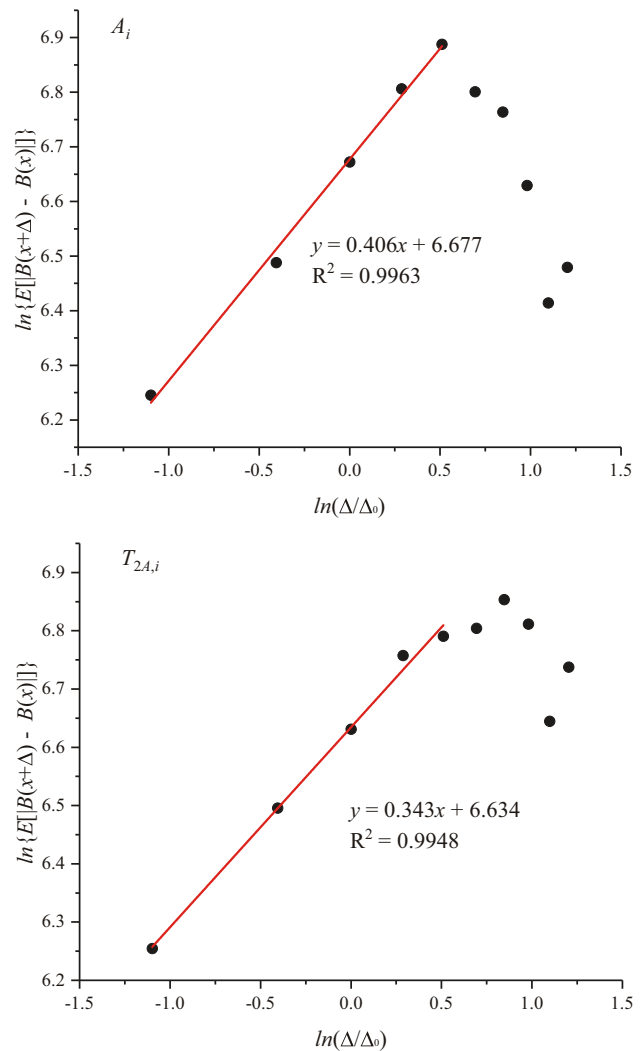 A_i
6.9
6.8
6.7
6.6
6.5
6.4
6.3
6.2
ln{E[|B(x+Δ) - B(x)|]}
y = 0.406x + 6.677
R² = 0.9963
-1.5 -1.0 -0.5 0.0 0.5 1.0 1.5
ln(Δ/Δ₀)
T_{2A,i}
6.9
6.8
6.7
6.6
6.5
6.4
6.3
6.2
ln{E[|B(x+Δ) - B(x)|]}
y = 0.343x + 6.634
R² = 0.9948
-1.5 -1.0 -0.5 0.0 0.5 1.0 1.5
ln(Δ/Δ₀)